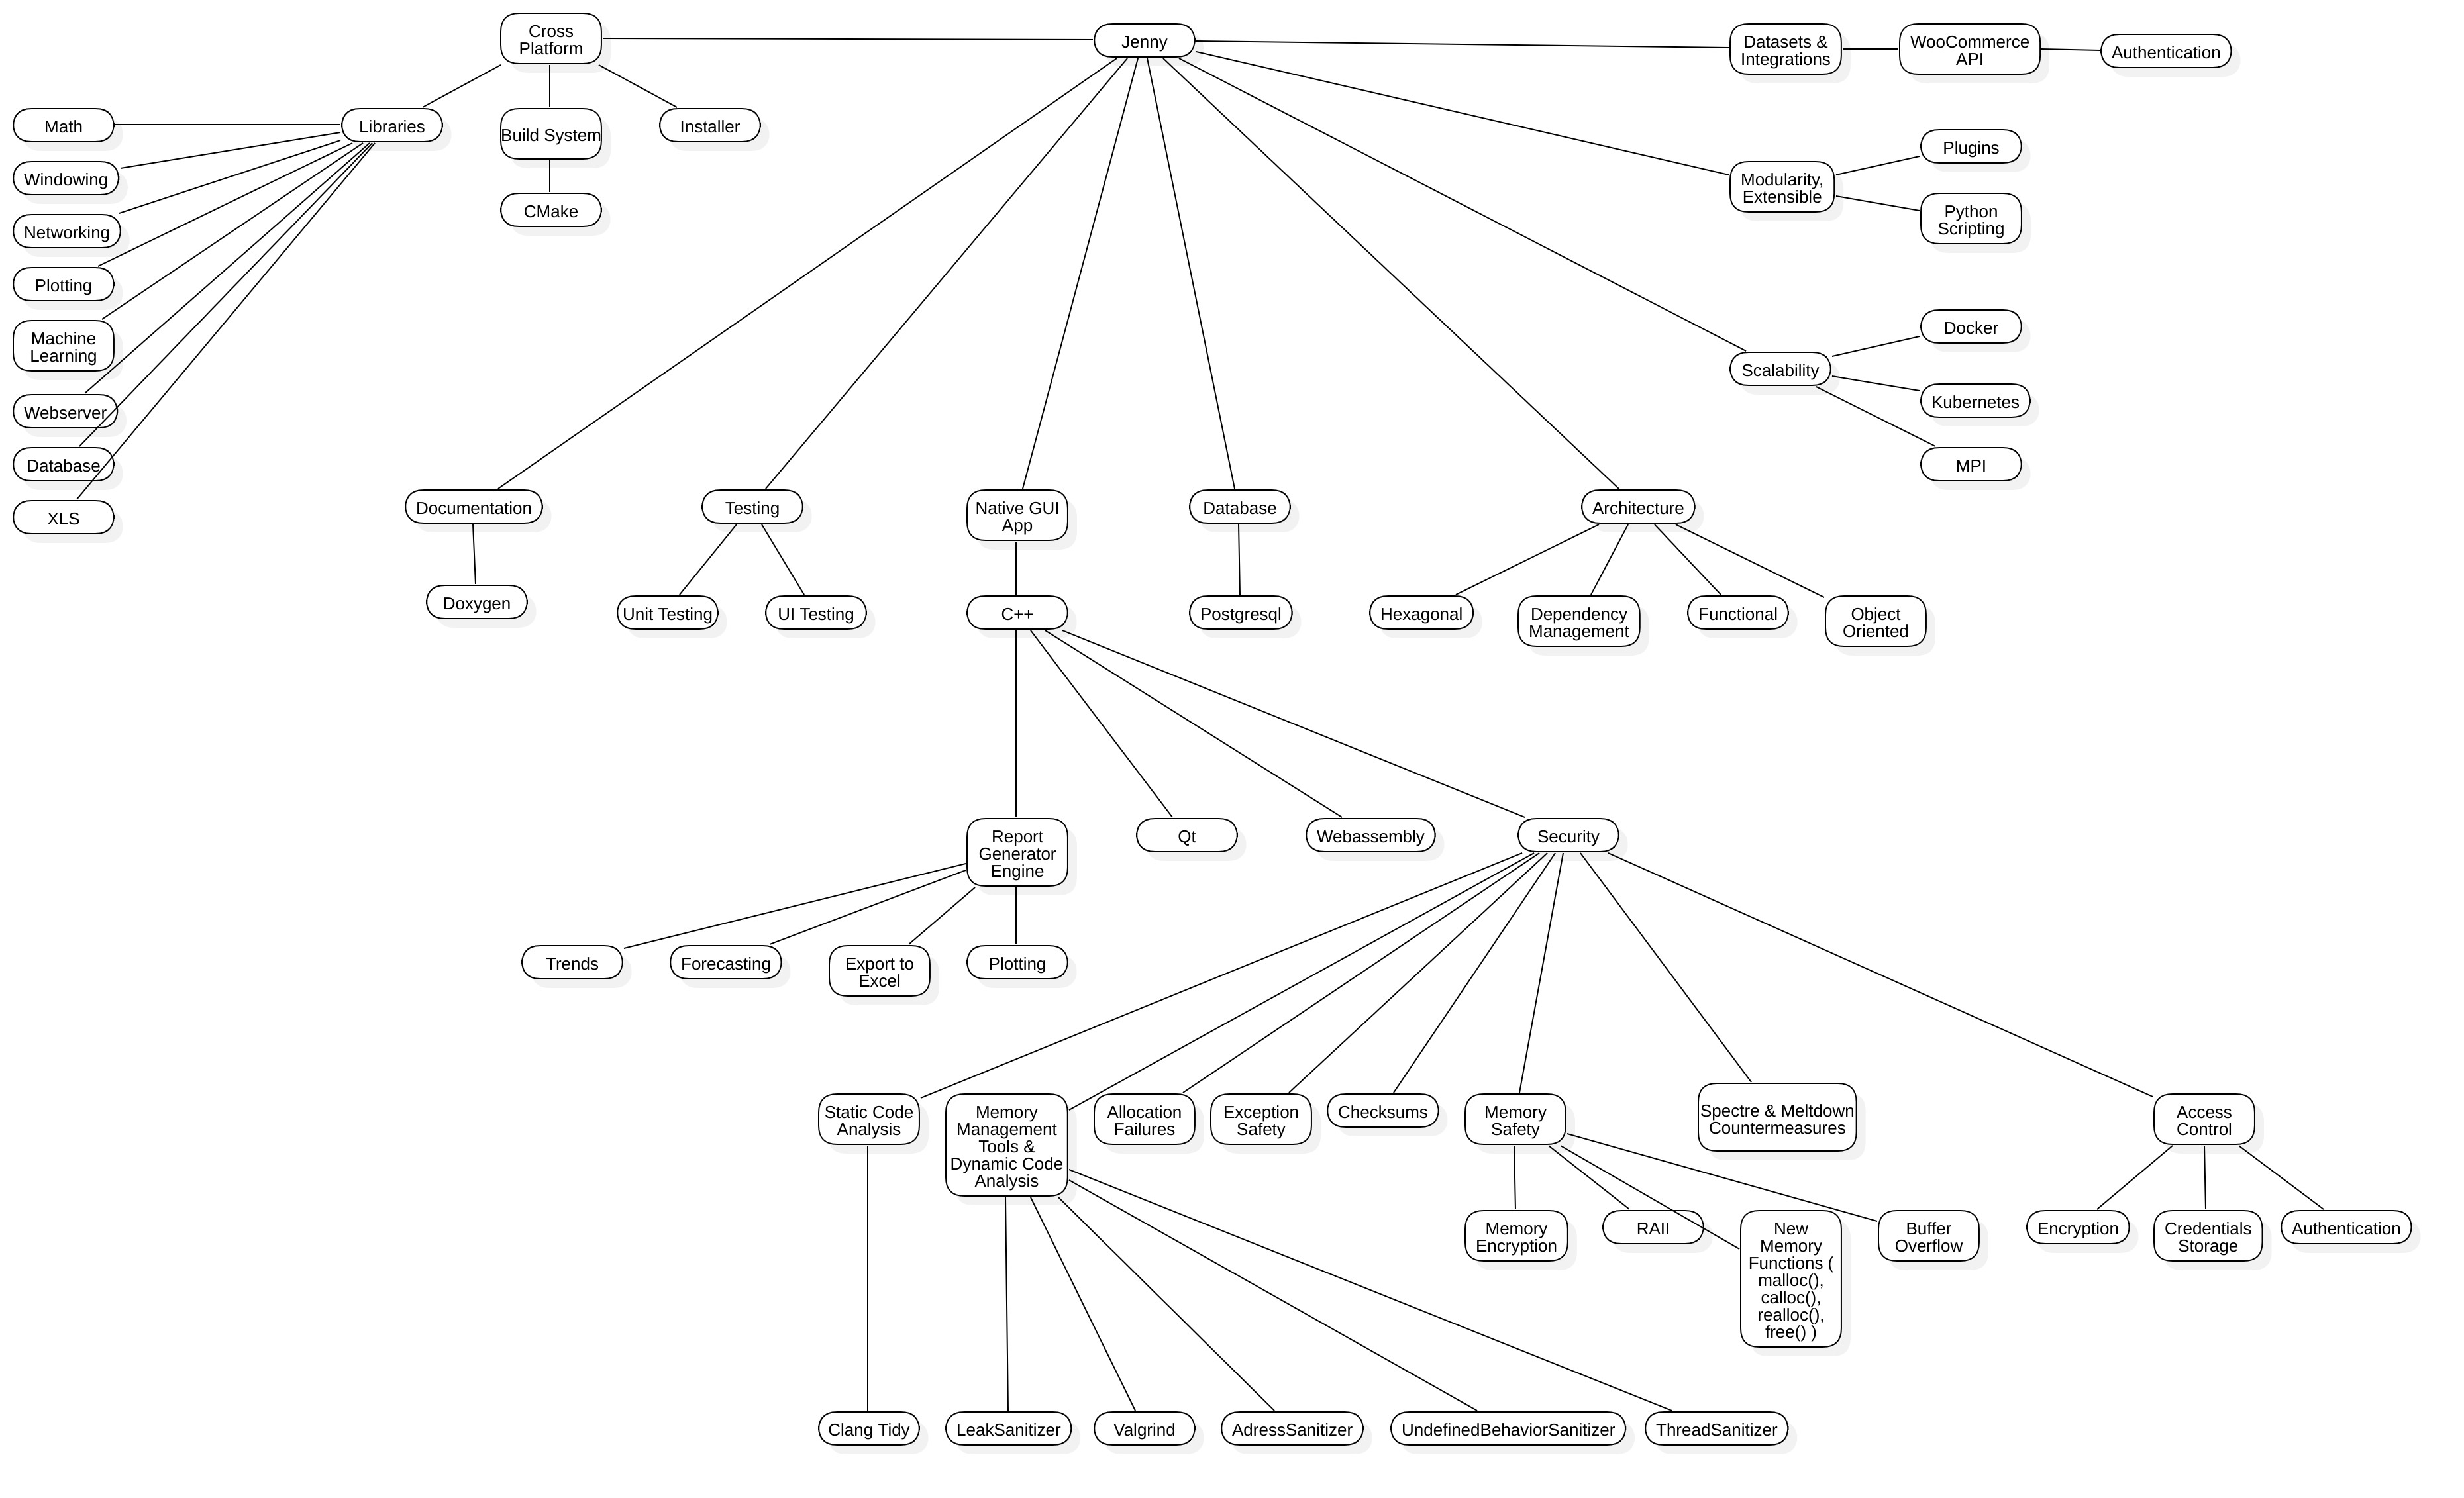 Cross
Platform
Jenny
Datasets &
Integrations
WooCommerce
API
Authentication
Math
Libraries
Build System
Installer
Plugins
Windowing
Modularity,
Extensible
CMake
Python
Scripting
Networking
Plotting
Docker
Machine
Learning
Scalability
Kubernetes
Webserver
Database
MPI
XLS
Documentation
Testing
Native GUI
App
Database
Architecture
Doxygen
Unit Testing
UI Testing
C++
Postgresql
Hexagonal
Dependency
Management
Functional
Object
Oriented
Report
Generator
Engine
Qt
Webassembly
Security
Trends
Forecasting
Export to
Excel
Plotting
Static Code
Analysis
Memory
Management
Tools &
Dynamic Code
Analysis
Allocation
Failures
Exception
Safety
Checksums
Memory
Safety
Spectre & Meltdown
Countermeasures
Access
Control
Memory
Encryption
RAII
New
Memory
Functions (
malloc(),
calloc(),
realloc(),
free() )
Buffer
Overflow
Encryption
Credentials
Storage
Authentication
Clang Tidy
LeakSanitizer
Valgrind
AdressSanitizer
UndefinedBehaviorSanitizer
ThreadSanitizer